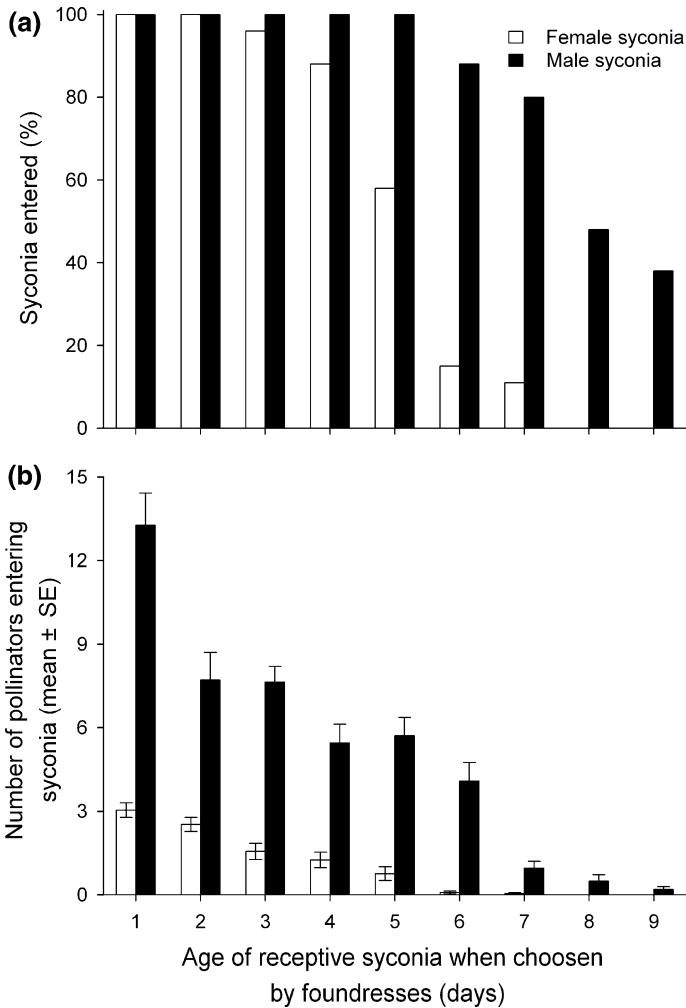 (a)
Female syconia
Male syconia
Syconia entered (%)
100
80
60
40
20
0
(b)
Number of pollinators entering
syconia (mean ± SE)
15
12
9
6
3
0
1 2 3 4 5 6 7 8 9
Age of receptive syconia when choosen
by foundresses (days)